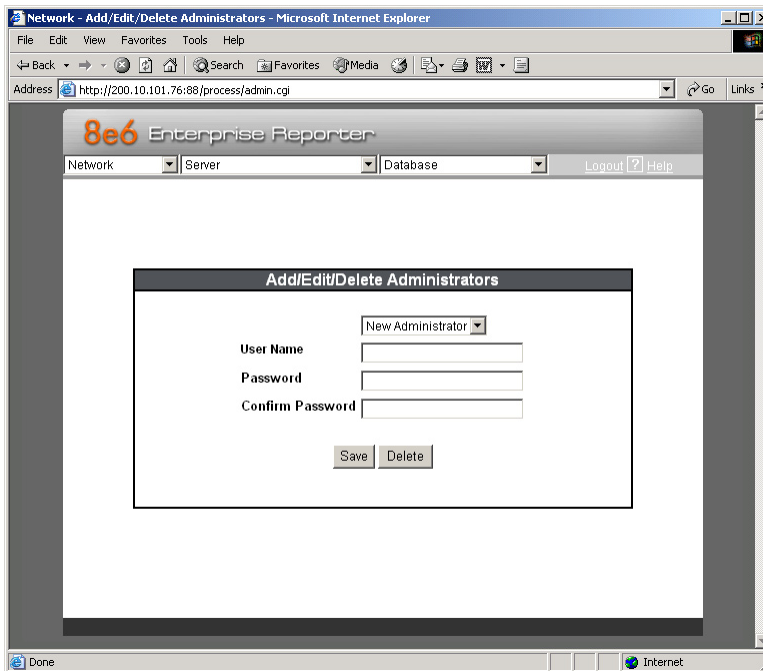 Network - Add/Edit/Delete Administrators - Microsoft Internet Explorer
File Edit View Favorites Tools Help
Back Search Favorites Media
Address http://200.10.101.76:88/process/admin.cgi Go Links
8e6 Enterprise Reporter
Network Server Database Logout ? Help
Add/Edit/Delete Administrators
New Administrator
User Name
Password
Confirm Password
Save Delete
Done Internet